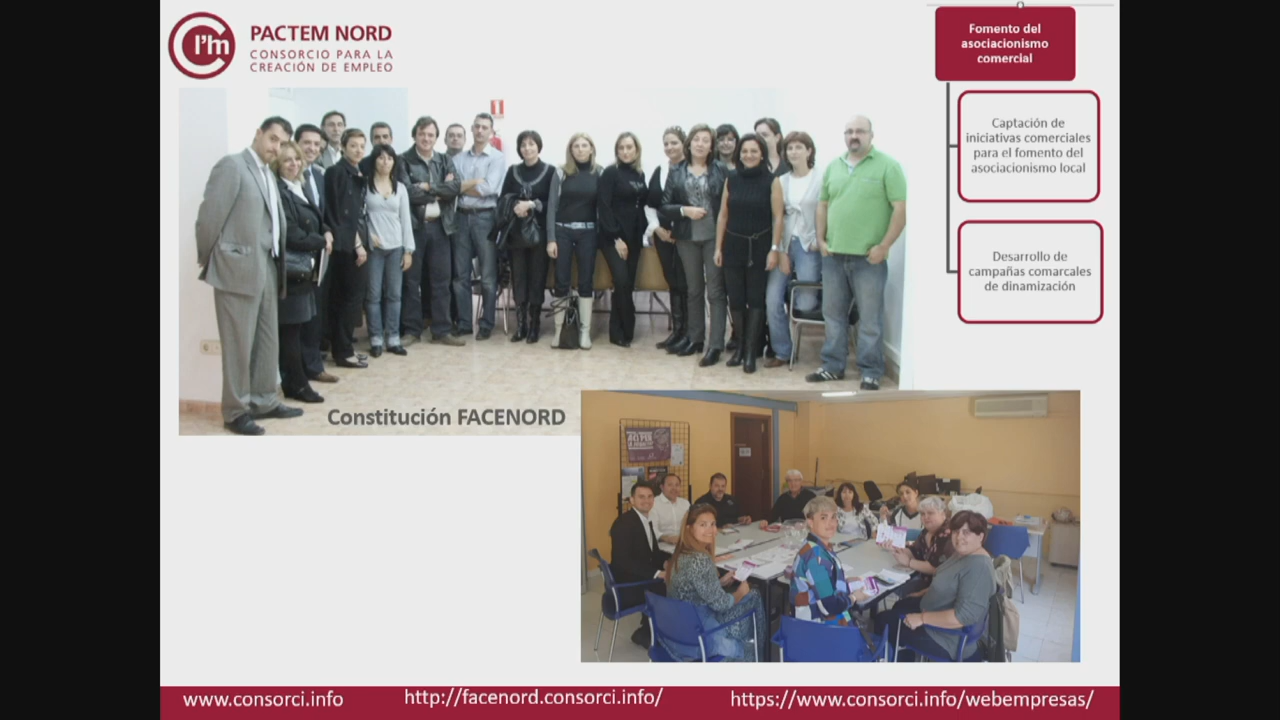 I'm
PACTEM NORD
CONSORCIO PARA LA
CREACIÓN DE EMPLEO
Fomento del
asociacionismo
comercial
Captación de
iniciativas comerciales
para el fomento del
asociacionismo local
Desarrollo de
campañas comarcales
de dinamización
Constitución FACENORD
www.consorci.info
http://facenord.consorci.info/
https://www.consorci.info/webempresas/